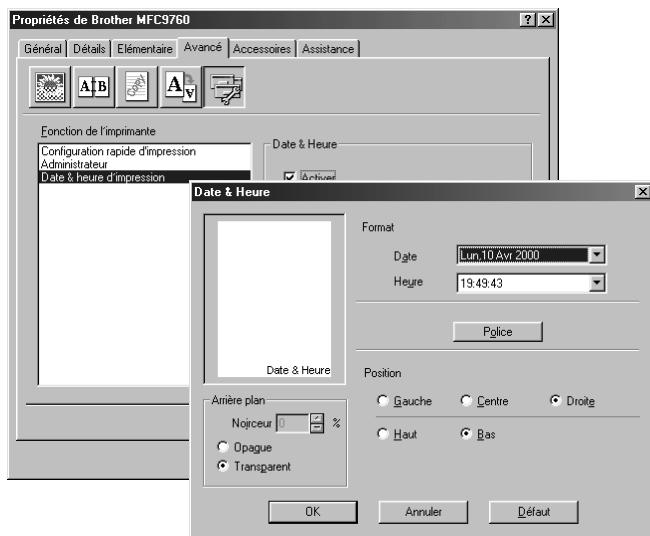 Propriétés de Brother MFC9760
Général Détails Elémentaire Avancé Accessoires Assistance
A B
copy
A A
Fonction de l'imprimante
Configuration rapide d'impression
Administrateur
Date & heure d'impression
Date & Heure
Activer
Date & Heure
Date & Heure
Format
Date Lun,10 Avr 2000
Heure 19:49:43
Police
Position
Gauche Centre Droite
Haut Bas
Arrière plan
Noirceur 0 %
Opaque
Transparent
OK Annuler Défaut